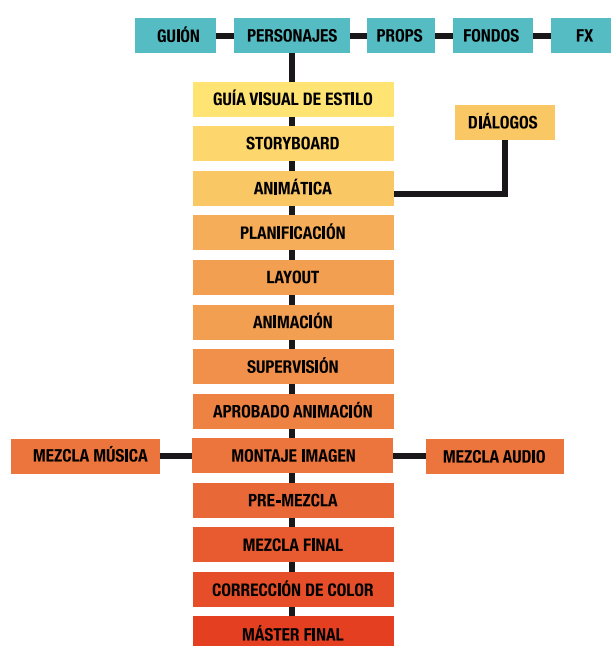 GUIÓN
PERSONAJES
PROPS
FONDOS
FX
GUÍA VISUAL DE ESTILO
DIÁLOGOS
STORYBOARD
ANIMÁTICA
PLANIFICACIÓN
LAYOUT
ANIMACIÓN
SUPERVISIÓN
APROBADO ANIMACIÓN
MEZCLA MÚSICA
MONTAJE IMAGEN
MEZCLA AUDIO
PRE-MEZCLA
MEZCLA FINAL
CORRECCIÓN DE COLOR
MÁSTER FINAL